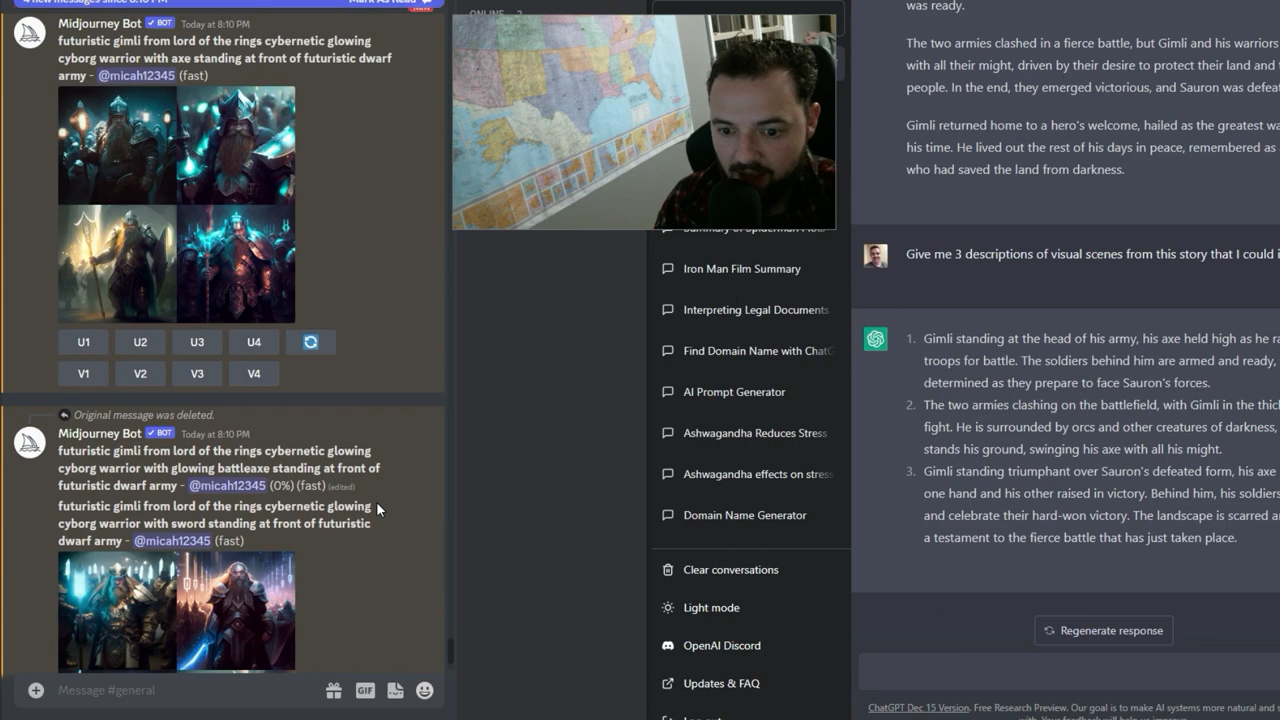 4 new messages since 8:10 PM
Mark As Read
ONLINE
Midjourney Bot ✓ BOT Today at 8:10 PM
futuristic gimli from lord of the rings cybernetic glowing
cyborg warrior with axe standing at front of futuristic dwarf
army - @micah12345 (fast)
U1 U2 U3 U4
V1 V2 V3 V4
Original message was deleted.
Midjourney Bot ✓ BOT Today at 8:10 PM
futuristic gimli from lord of the rings cybernetic glowing
cyborg warrior with glowing battleaxe standing at front of
futuristic dwarf army - @micah12345 (0%) (fast) (edited)
futuristic gimli from lord of the rings cybernetic glowing
cyborg warrior with sword standing at front of futuristic
dwarf army - @micah12345 (fast)
Message #general
GIF
Iron Man Film Summary
Interpreting Legal Documents
Find Domain Name with ChatG
AI Prompt Generator
Ashwagandha Reduces Stress
Ashwagandha effects on stress
Domain Name Generator
Clear conversations
Light mode
OpenAI Discord
Updates & FAQ
was ready.
The two armies clashed in a fierce battle, but Gimli and his warriors
with all their might, driven by their desire to protect their land and
people. In the end, they emerged victorious, and Sauron was defea
Gimli returned home to a hero's welcome, hailed as the greatest wa
his time. He lived out the rest of his days in peace, remembered as
who had saved the land from darkness.
Give me 3 descriptions of visual scenes from this story that I could i
1. Gimli standing at the head of his army, his axe held high as he ra
troops for battle. The soldiers behind him are armed and ready,
determined as they prepare to face Sauron's forces.
2. The two armies clashing on the battlefield, with Gimli in the thic
fight. He is surrounded by orcs and other creatures of darkness,
stands his ground, swinging his axe with all his might.
3. Gimli standing triumphant over Sauron's defeated form, his axe
one hand and his other raised in victory. Behind him, his soldiers
and celebrate their hard-won victory. The landscape is scarred a
a testament to the fierce battle that has just taken place.
Regenerate response
ChatGPT Dec 15 Version. Free Research Preview. Our goal is to make AI systems more natural and s